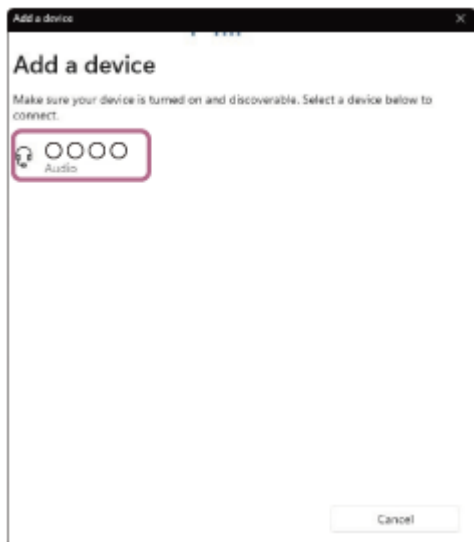 Add a device
Add a device
Make sure your device is turned on and discoverable. Select a device below to
connect.
○○○○
Audio
Cancel